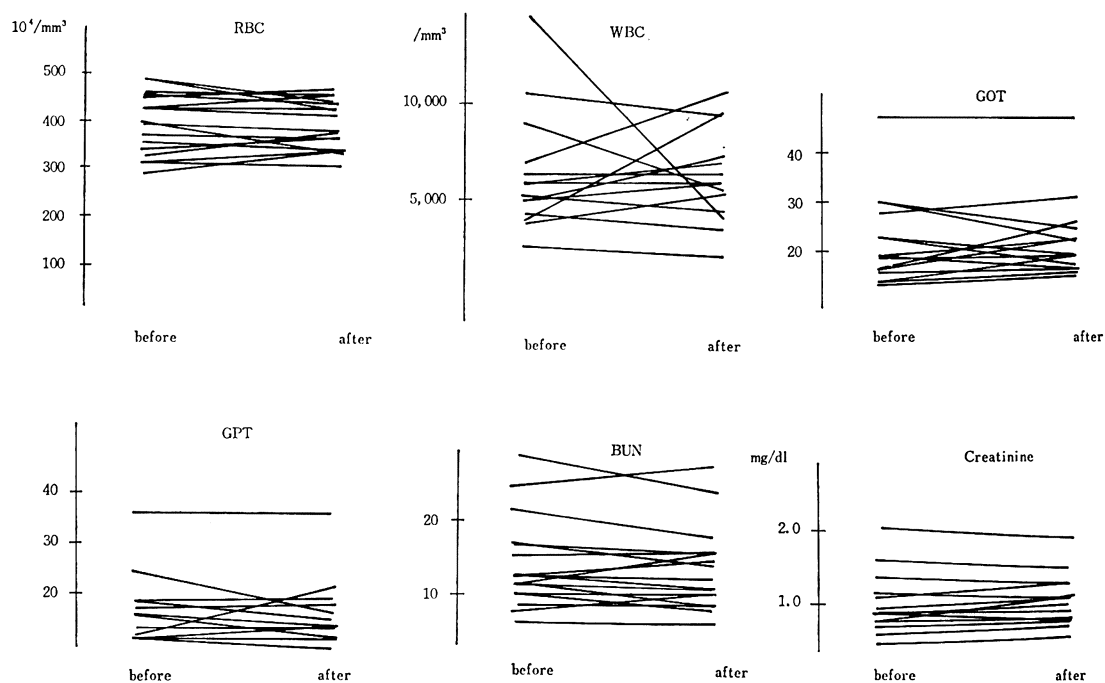 10⁴/mm³
RBC
500
400
300
200
100
before
after
/mm³
WBC
10,000
5,000
before
after
GOT
40
30
20
before
after
GPT
40
30
20
before
after
BUN
20
10
before
after
mg/dl
Creatinine
2.0
1.0
before
after